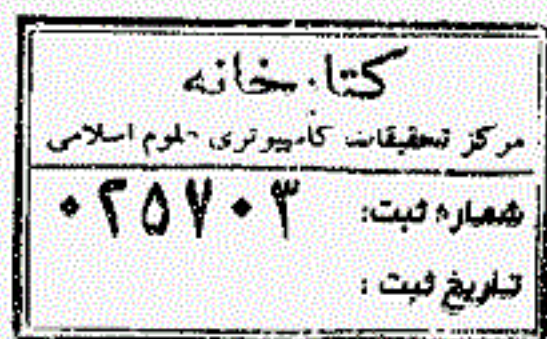 کتابخانه
مرکز تحقیقات کامپیوتری علوم اسلامی
شماره ثبت: ۰۲۵۷۰۳
تاریخ ثبت :